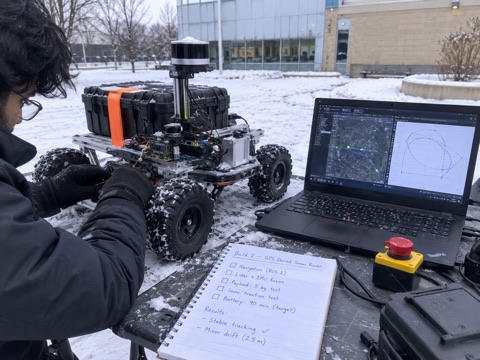 Build 2 - GPS Denied Snow Rover
☐ Navigation (ROS 2)
☐ Lidar + IMU fusion
☐ Payload: 5 kg test
☐ Snow traction test
☐ Battery: 90 min (target)
Results:
- Stable tracking ✓
- Minor drift (2.5 m)